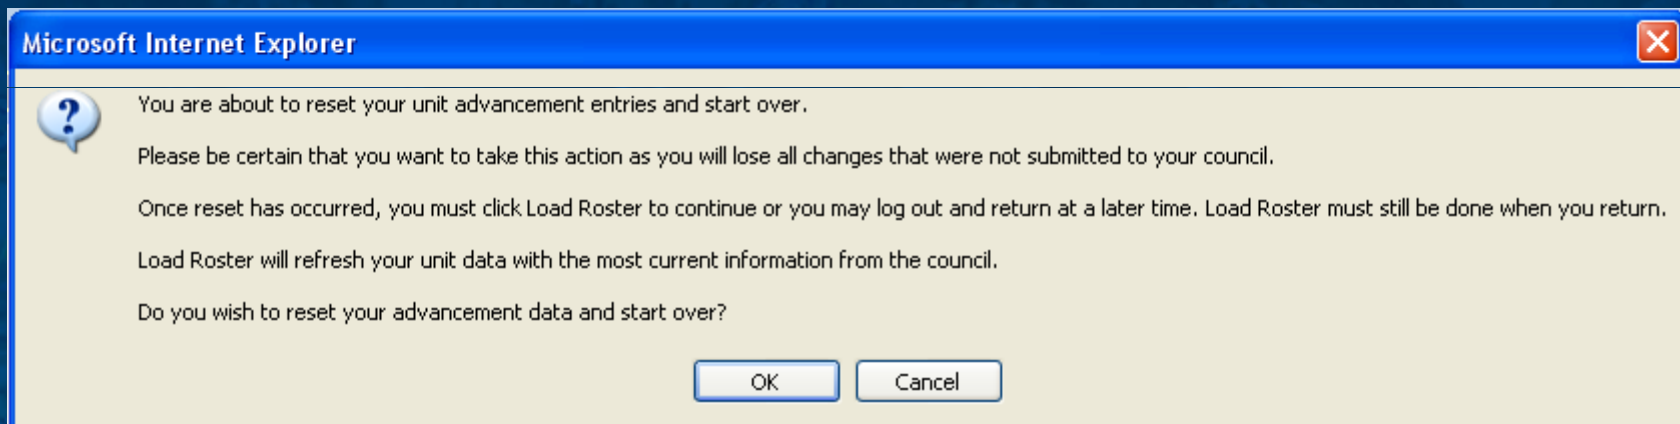 Microsoft Internet Explorer
You are about to reset your unit advancement entries and start over.
Please be certain that you want to take this action as you will lose all changes that were not submitted to your council.
Once reset has occurred, you must click Load Roster to continue or you may log out and return at a later time. Load Roster must still be done when you return.
Load Roster will refresh your unit data with the most current information from the council.
Do you wish to reset your advancement data and start over?
OK
Cancel